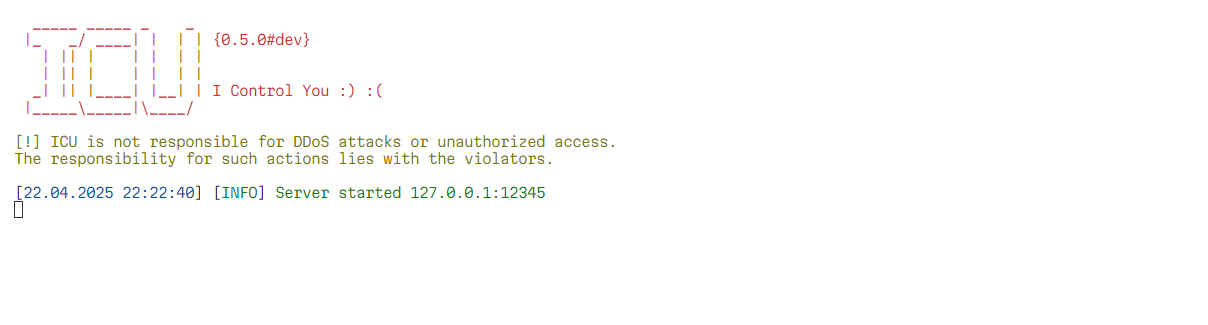 {0.5.0#dev}
I Control You :) :(
[!] ICU is not responsible for DDoS attacks or unauthorized access.
The responsibility for such actions lies with the violators.
[22.04.2025 22:22:40] [INFO] Server started 127.0.0.1:12345